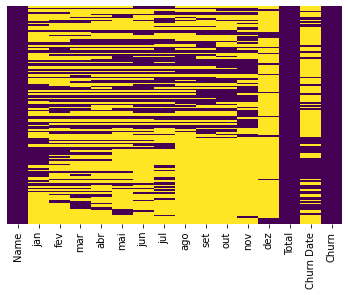 Name
jan
fev
mar
abr
mai
jun
jul
ago
set
out
nov
dez
Total
Churn Date
Churn